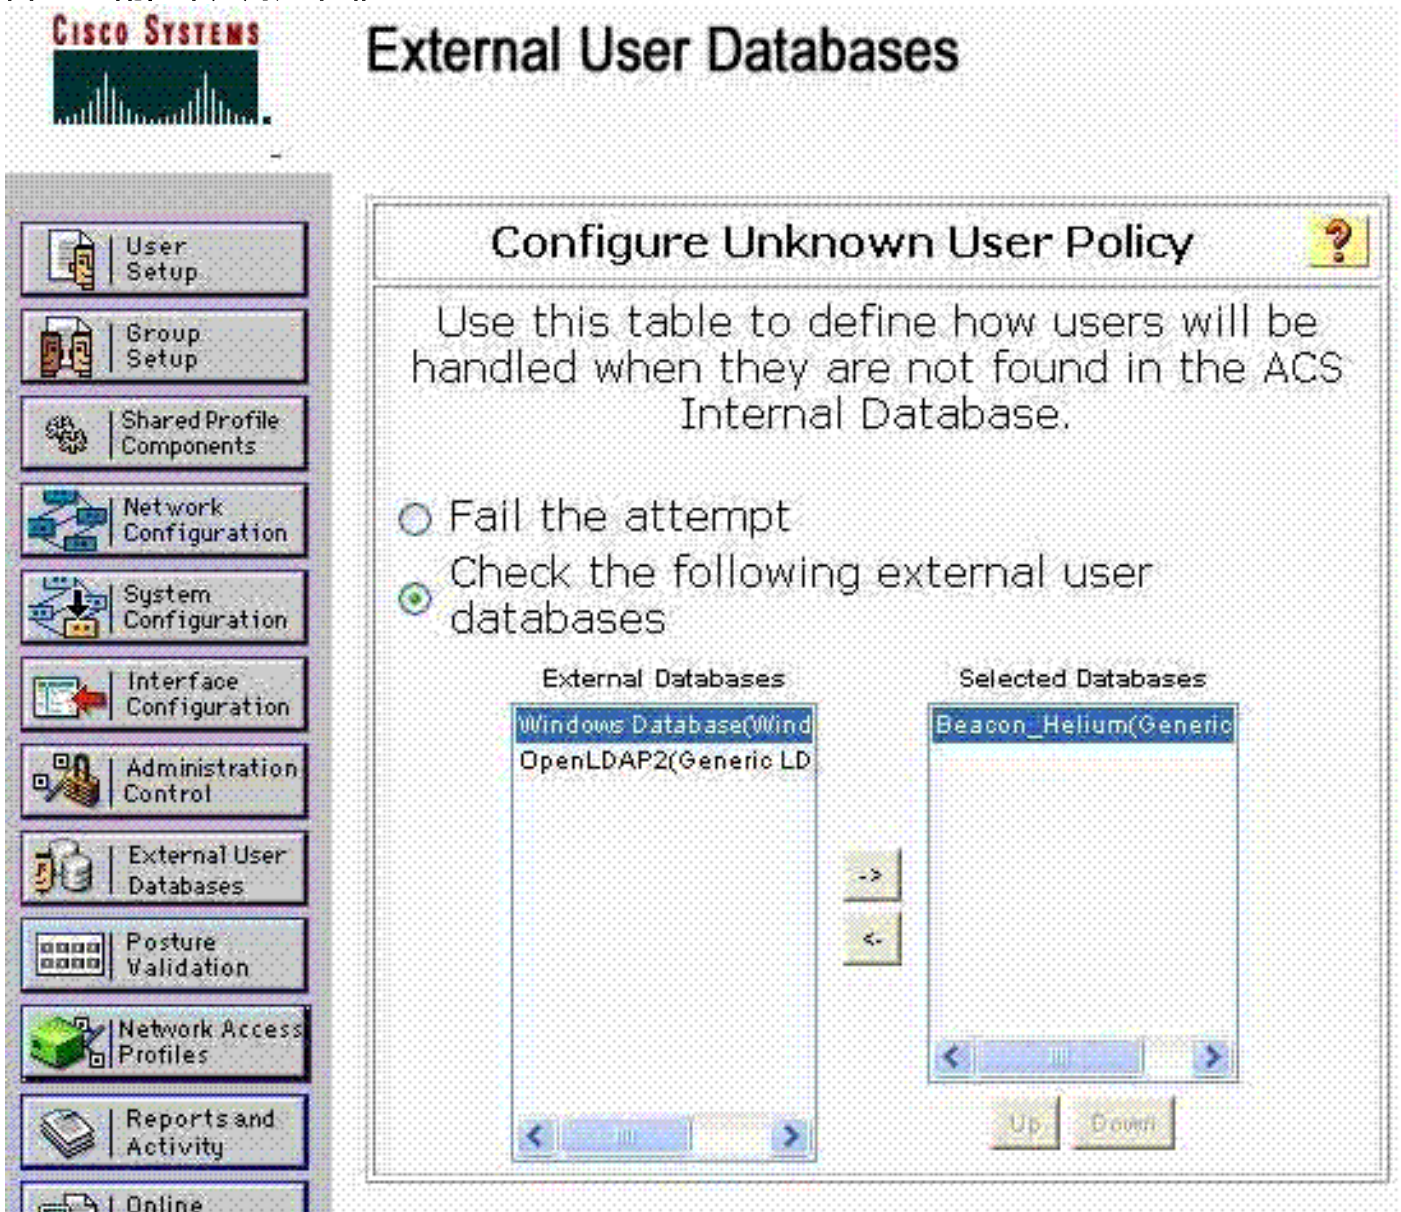 CISCO SYSTEMS
External User Databases
User
Setup
Group
Setup
Shared Profile
Components
Network
Configuration
System
Configuration
Interface
Configuration
Administration
Control
External User
Databases
Posture
Validation
Network Access
Profiles
Reports and
Activity
Online
Configure Unknown User Policy
?
Use this table to define how users will be
handled when they are not found in the ACS
Internal Database.
Fail the attempt
Check the following external user
databases
External Databases
Windows Database(Wind
OpenLDAP2(Generic LD
->
<-
Selected Databases
Beacon_Helium(Generic
Up
Down